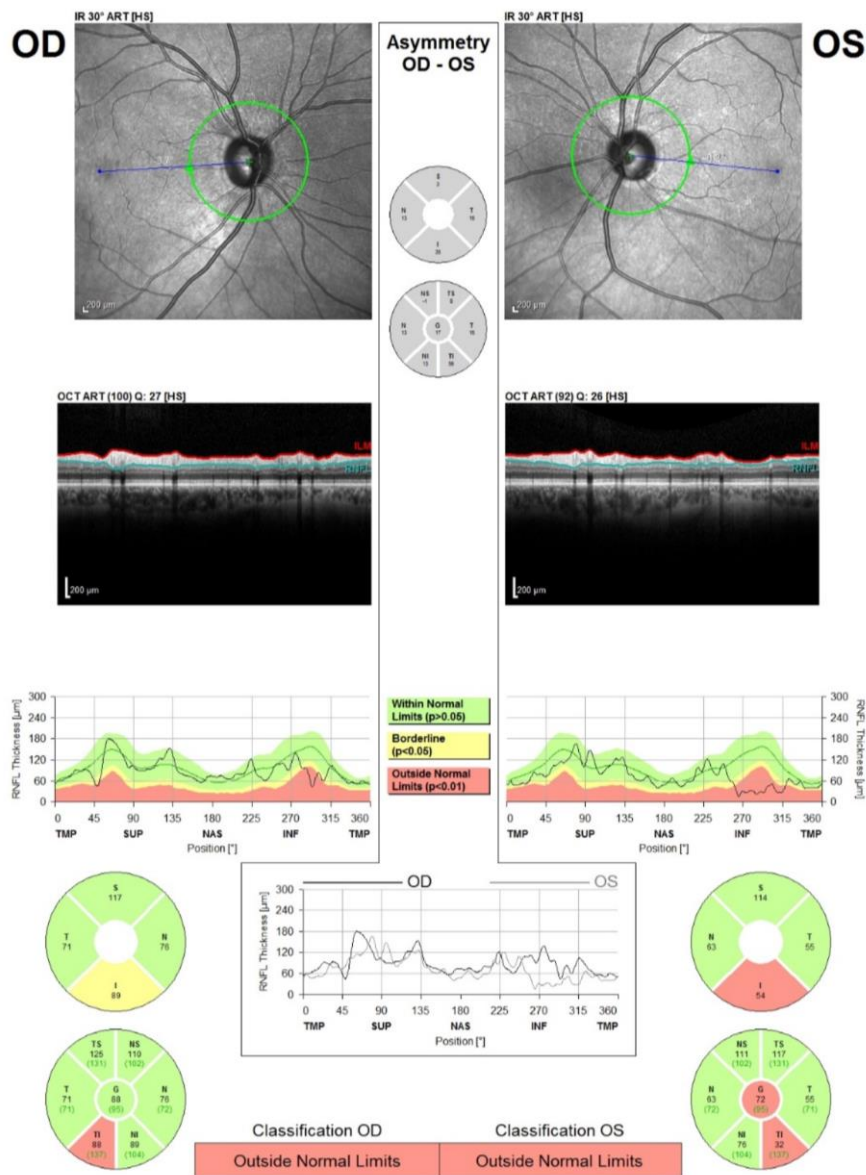 IR 30° ART [HS]
OD
Asymmetry
OD - OS
IR 30° ART [HS]
OS
200 µm
200 µm
S
N
T
I
NS
TS
-1
N
G
T
13
17
NI
TI
OCT ART (100) Q: 27 [HS]
ILM
RNFL
200 µm
OCT ART (92) Q: 26 [HS]
ILM
RNFL
200 µm
RNFL Thickness [µm]
300
240
180
120
60
0
0 45 90 135 180 225 270 315 360
TMP SUP NAS INF TMP
Position [°]
Within Normal
Limits (p>0.05)
Borderline
(p<0.05)
Outside Normal
Limits (p<0.01)
300
240
180
120
60
0
RNFL Thickness [µm]
0 45 90 135 180 225 270 315 360
TMP SUP NAS INF TMP
Position [°]
S
117
T
71
N
76
I
89
OD
OS
RNFL Thickness [µm]
300
240
180
120
60
0
0 45 90 135 180 225 270 315 360
TMP SUP NAS INF TMP
Position [°]
S
114
N
63
T
55
I
54
TS
125
(131)
NS
110
(102)
T
71
(71)
G
88
(95)
N
76
(72)
TI
88
(137)
NI
89
(104)
NS
111
(102)
TS
117
(131)
N
63
(72)
G
72
(95)
T
55
(71)
NI
76
(104)
TI
32
(137)
Classification OD
Outside Normal Limits
Classification OS
Outside Normal Limits